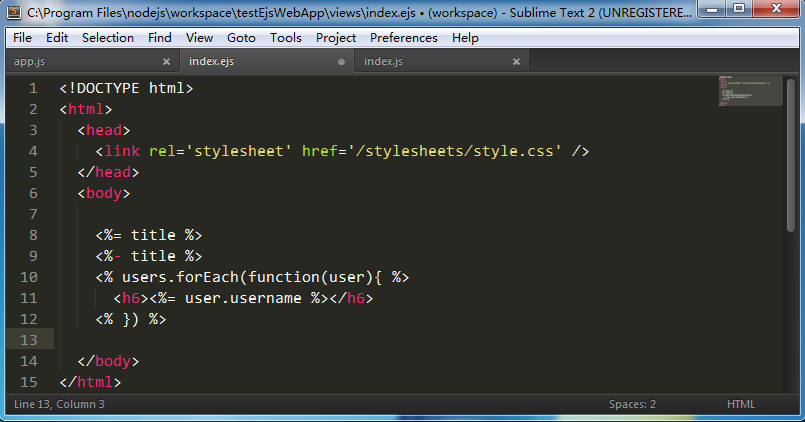 C:\Program Files\nodejs\workspace\testEjsWebApp\views\index.ejs • (workspace) - Sublime Text 2 (UNREGISTERE...
File Edit Selection Find View Goto Tools Project Preferences Help
app.js × index.ejs index.js ×
1 <!DOCTYPE html>
2 <html>
3 <head>
4 <link rel='stylesheet' href='/stylesheets/style.css' />
5 </head>
6 <body>
7
8 <%= title %>
9 <%- title %>
10 <% users.forEach(function(user){ %>
11 <h6><%= user.username %></h6>
12 <% }) %>
13
14 </body>
15 </html>
Line 13, Column 3 Spaces: 2 HTML